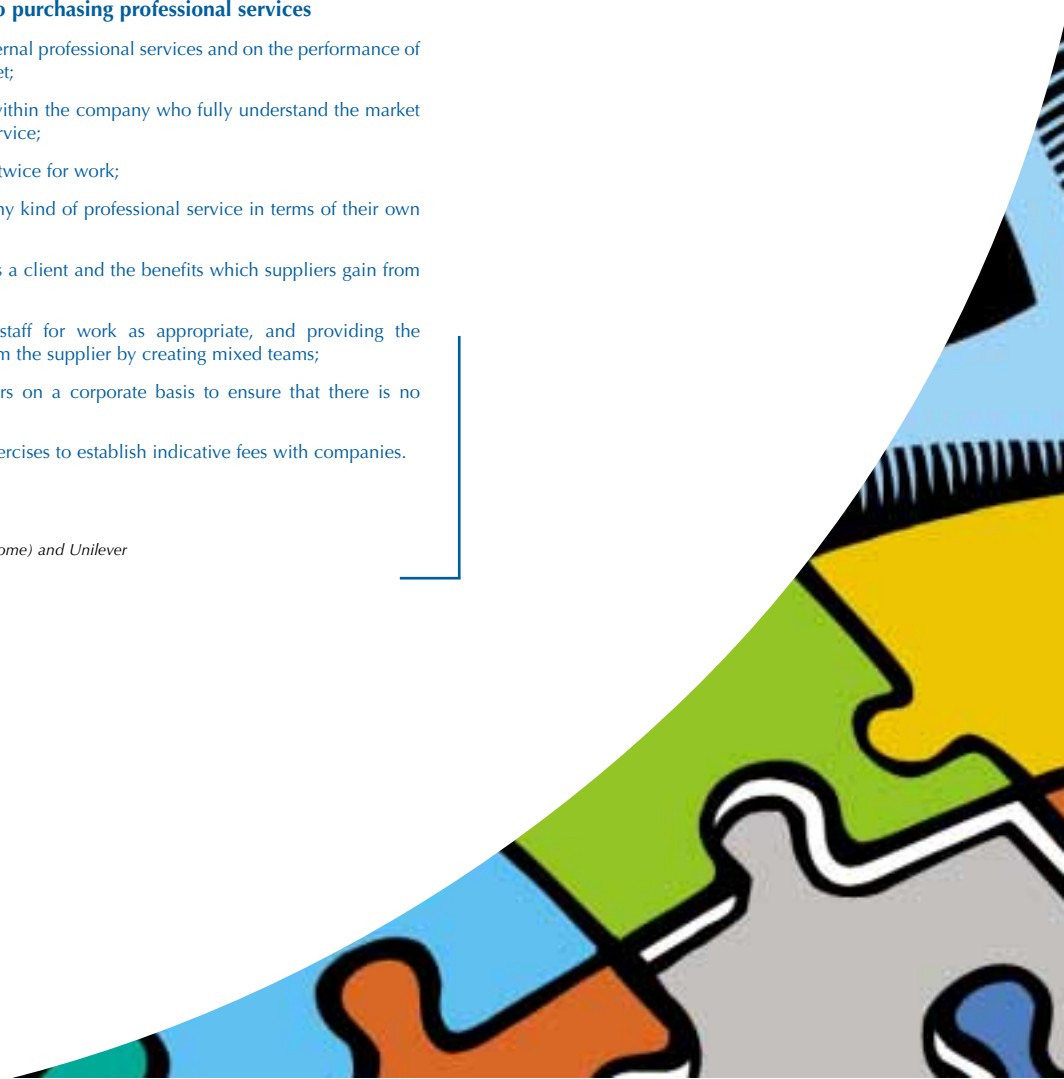 purchasing professional services
ernal professional services and on the performance of
et;
within the company who fully understand the market
rvice;
twice for work;
ny kind of professional service in terms of their own
s a client and the benefits which suppliers gain from
staff for work as appropriate, and providing the
m the supplier by creating mixed teams;
rs on a corporate basis to ensure that there is no
ercises to establish indicative fees with companies.
ome) and Unilever